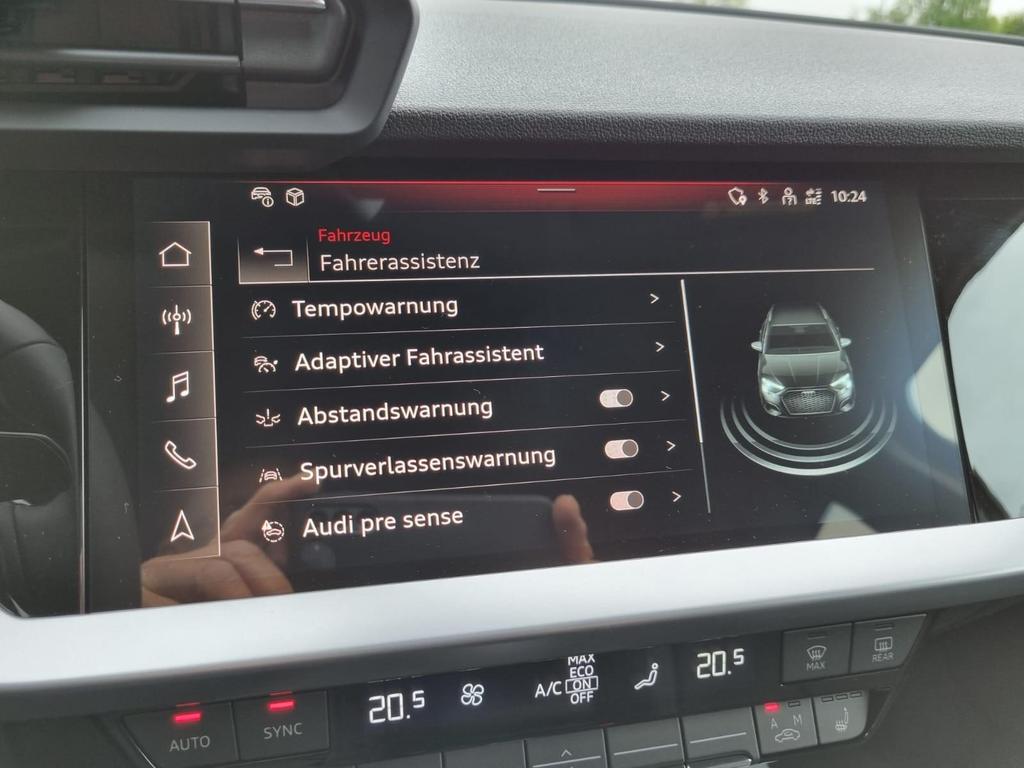 10:24
Fahrzeug
Fahrerassistenz
Tempowarnung
Adaptiver Fahrassistent
Abstandswarnung
Spurverlassenswarnung
Audi pre sense
MAX
ECO
A/C ON
OFF
20.5
20.5
MAX
REAR
AUTO
SYNC
A M